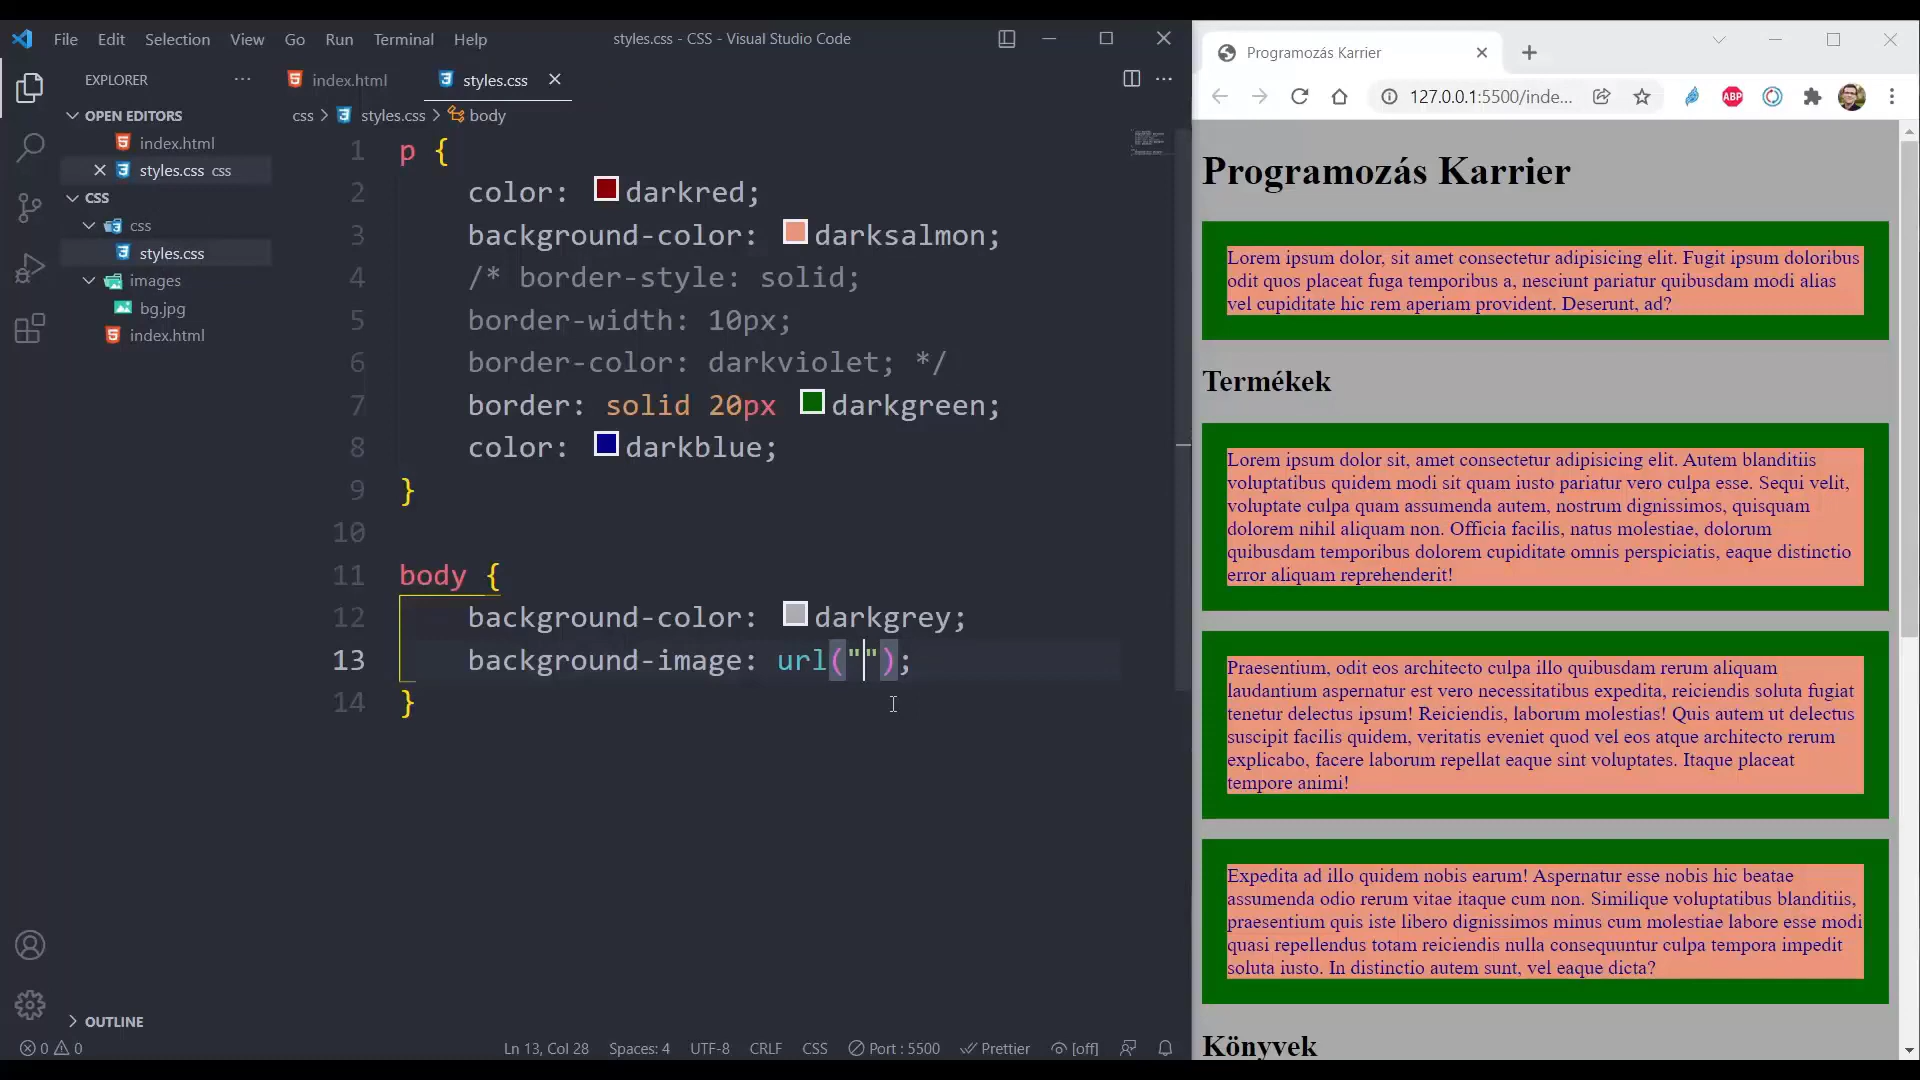 File Edit Selection View Go Run Terminal Help
styles.css - CSS - Visual Studio Code
EXPLORER
OPEN EDITORS
index.html
styles.css css
CSS
css
styles.css
images
bg.jpg
index.html
OUTLINE
index.html styles.css
css > styles.css > body
1 p {
2 color: darkred;
3 background-color: darksalmon;
4 /* border-style: solid;
5 border-width: 10px;
6 border-color: darkviolet; */
7 border: solid 20px darkgreen;
8 color: darkblue;
9 }
10
11 body {
12 background-color: darkgrey;
13 background-image: url("");
14 }
0 0 Ln 13, Col 28 Spaces: 4 UTF-8 CRLF CSS Port : 5500 Prettier [off]
Programozás Karrier
127.0.0.1:5500/inde...
ABP
Programozás Karrier
Lorem ipsum dolor, sit amet consectetur adipisicing elit. Fugit ipsum doloribus
odit quos placeat fuga temporibus a, nesciunt pariatur quibusdam modi alias
vel cupiditate hic rem aperiam provident. Deserunt, ad?
Termékek
Lorem ipsum dolor sit, amet consectetur adipisicing elit. Autem blanditiis
voluptatibus quidem modi sit quam iusto pariatur vero culpa esse. Sequi velit,
voluptate culpa quam assumenda autem, nostrum dignissimos, quisquam
dolorem nihil aliquam non. Officia facilis, natus molestiae, dolorum
quibusdam temporibus dolorem cupiditate omnis perspiciatis, eaque distinctio
error aliquam reprehenderit!
Praesentium, odit eos architecto culpa illo quibusdam rerum aliquam
laudantium aspernatur est vero necessitatibus expedita, reiciendis soluta fugiat
tenetur delectus ipsum! Reiciendis, laborum molestias! Quis autem ut delectus
suscipit facilis quidem, veritatis eveniet quod vel eos atque architecto rerum
explicabo, facere laborum repellat eaque sint voluptates. Itaque placeat
tempore animi!
Expedita ad illo quidem nobis earum! Aspernatur esse nobis hic beatae
assumenda odio rerum vitae itaque cum non. Similique voluptatibus blanditiis,
praesentium quis iste libero dignissimos minus cum molestiae labore esse modi
quasi repellendus totam reiciendis nulla consequuntur culpa tempora impedit
soluta iusto. In distinctio autem sunt, vel eaque dicta?
Könyvek